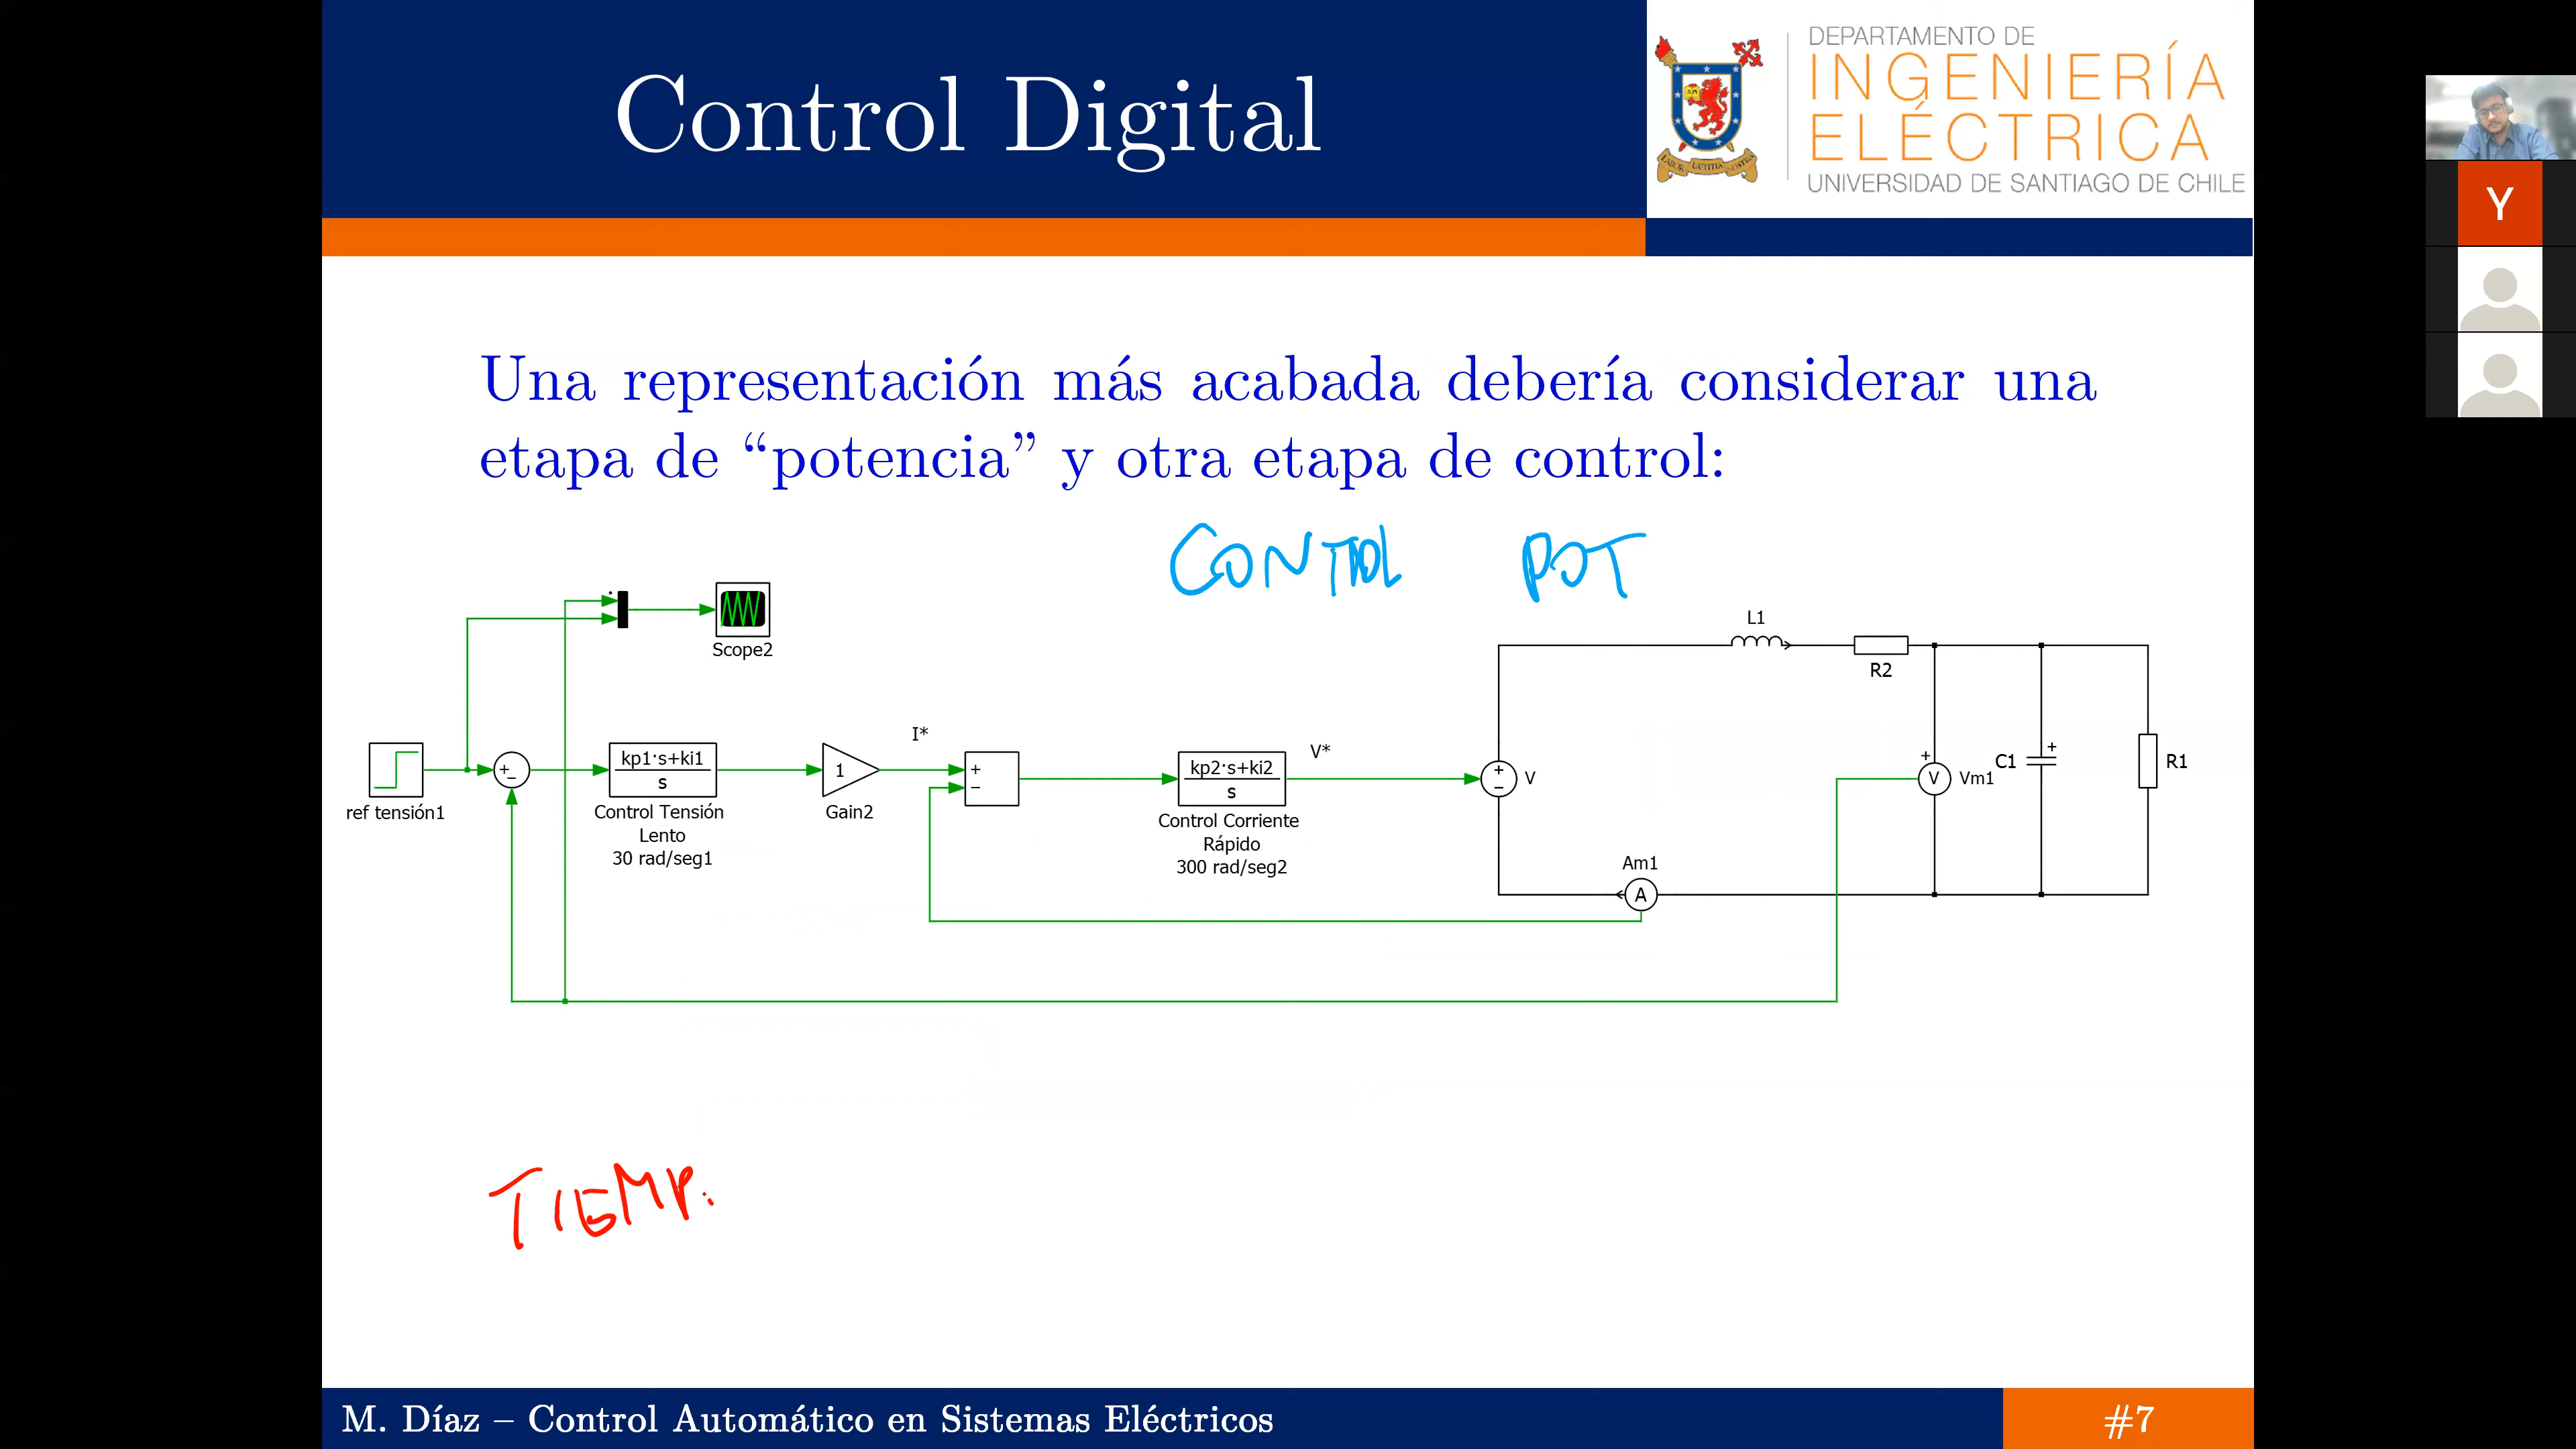 Control Digital
DEPARTAMENTO DE
INGENIERÍA
ELÉCTRICA
UNIVERSIDAD DE SANTIAGO DE CHILE
Y
Una representación más acabada debería considerar una
etapa de “potencia” y otra etapa de control:
CONTROL POT
Scope2
L1
R2
I*
V*
ref tensión1
+
−
kp1·s+ki1
s
Control Tensión
Lento
30 rad/seg1
1
Gain2
+
−
kp2·s+ki2
s
Control Corriente
Rápido
300 rad/seg2
+
−
V
Am1
A
+
V
Vm1
C1
+
R1
TIEMP.
M. Díaz – Control Automático en Sistemas Eléctricos
#7